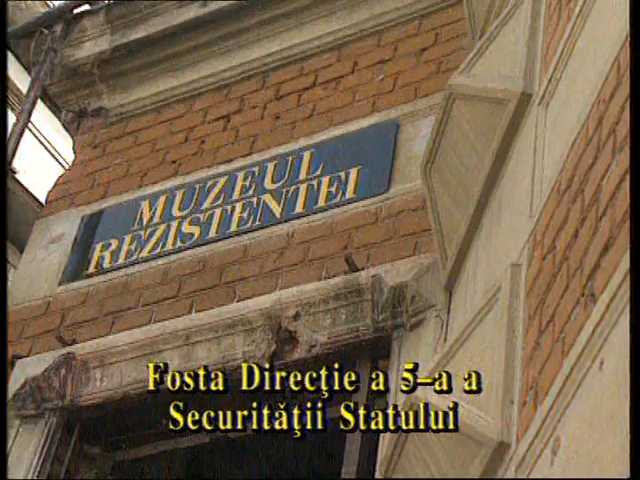 MUZEUL
REZISTENTEI
Fosta Direcţie a 5–a a
Securităţii Statului